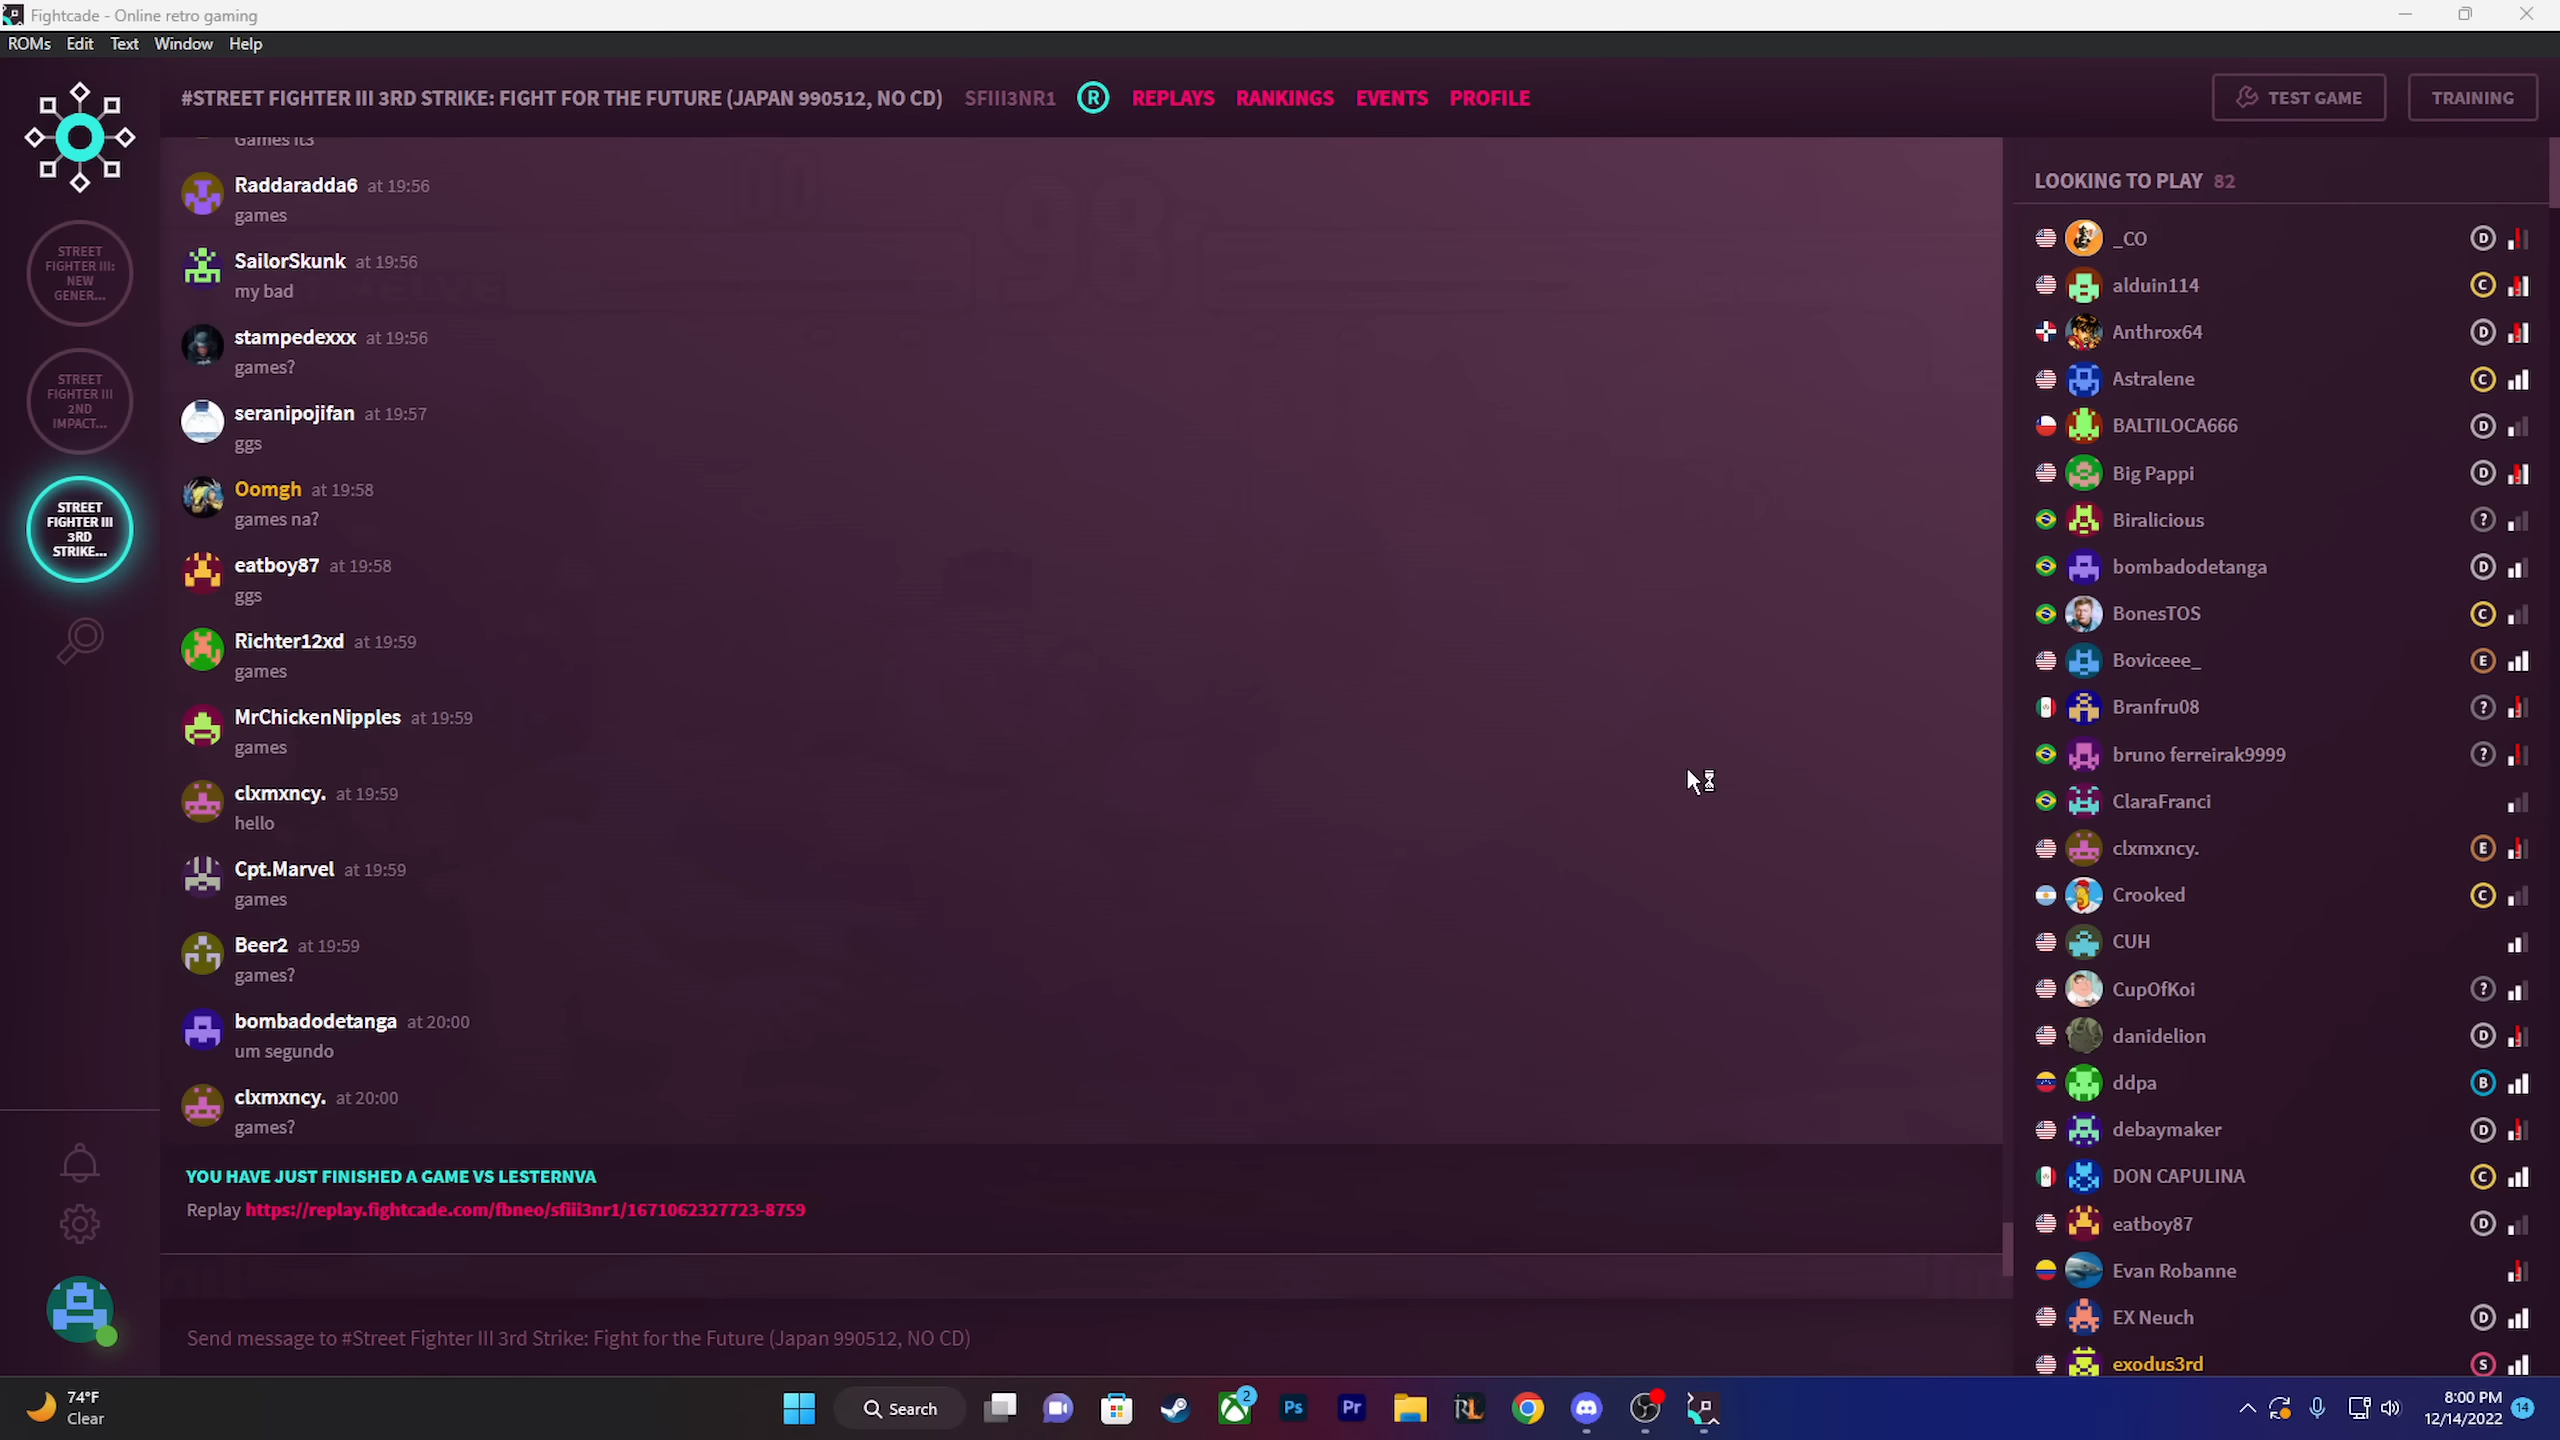 Fightcade - Online retro gaming
ROMs Edit Text Window Help
#STREET FIGHTER III 3RD STRIKE: FIGHT FOR THE FUTURE (JAPAN 990512, NO CD) SFIII3NR1 R REPLAYS RANKINGS EVENTS PROFILE
TEST GAME
TRAINING
STREET
FIGHTER III:
NEW
GENER...
STREET
FIGHTER III
2ND
IMPACT...
STREET
FIGHTER III
3RD
STRIKE...
Games ft3
Raddaradda6 at 19:56
games
SailorSkunk at 19:56
my bad
stampedexxx at 19:56
games?
seranipojifan at 19:57
ggs
Oomgh at 19:58
games na?
eatboy87 at 19:58
ggs
Richter12xd at 19:59
games
MrChickenNipples at 19:59
games
clxmxncy. at 19:59
hello
Cpt.Marvel at 19:59
games
Beer2 at 19:59
games?
bombadodetanga at 20:00
um segundo
clxmxncy. at 20:00
games?
YOU HAVE JUST FINISHED A GAME VS LESTERNVA
Replay https://replay.fightcade.com/fbneo/sfiii3nr1/1671062327723-8759
Send message to #Street Fighter III 3rd Strike: Fight for the Future (Japan 990512, NO CD)
LOOKING TO PLAY 82
_CO D
alduin114 C
Anthrox64 D
Astralene C
BALTILOCA666 D
Big Pappi D
Biralicious ?
bombadodetanga D
BonesTOS C
Boviceee_ E
Branfru08 ?
bruno ferreirak9999 ?
ClaraFranci
clxmxncy. E
Crooked C
CUH
CupOfKoi ?
danidelion D
ddpa B
debaymaker D
DON CAPULINA C
eatboy87 D
Evan Robanne
EX Neuch D
exodus3rd S
74°F
Clear
Search
2
Ps
Pr
RL
8:00 PM
12/14/2022
14